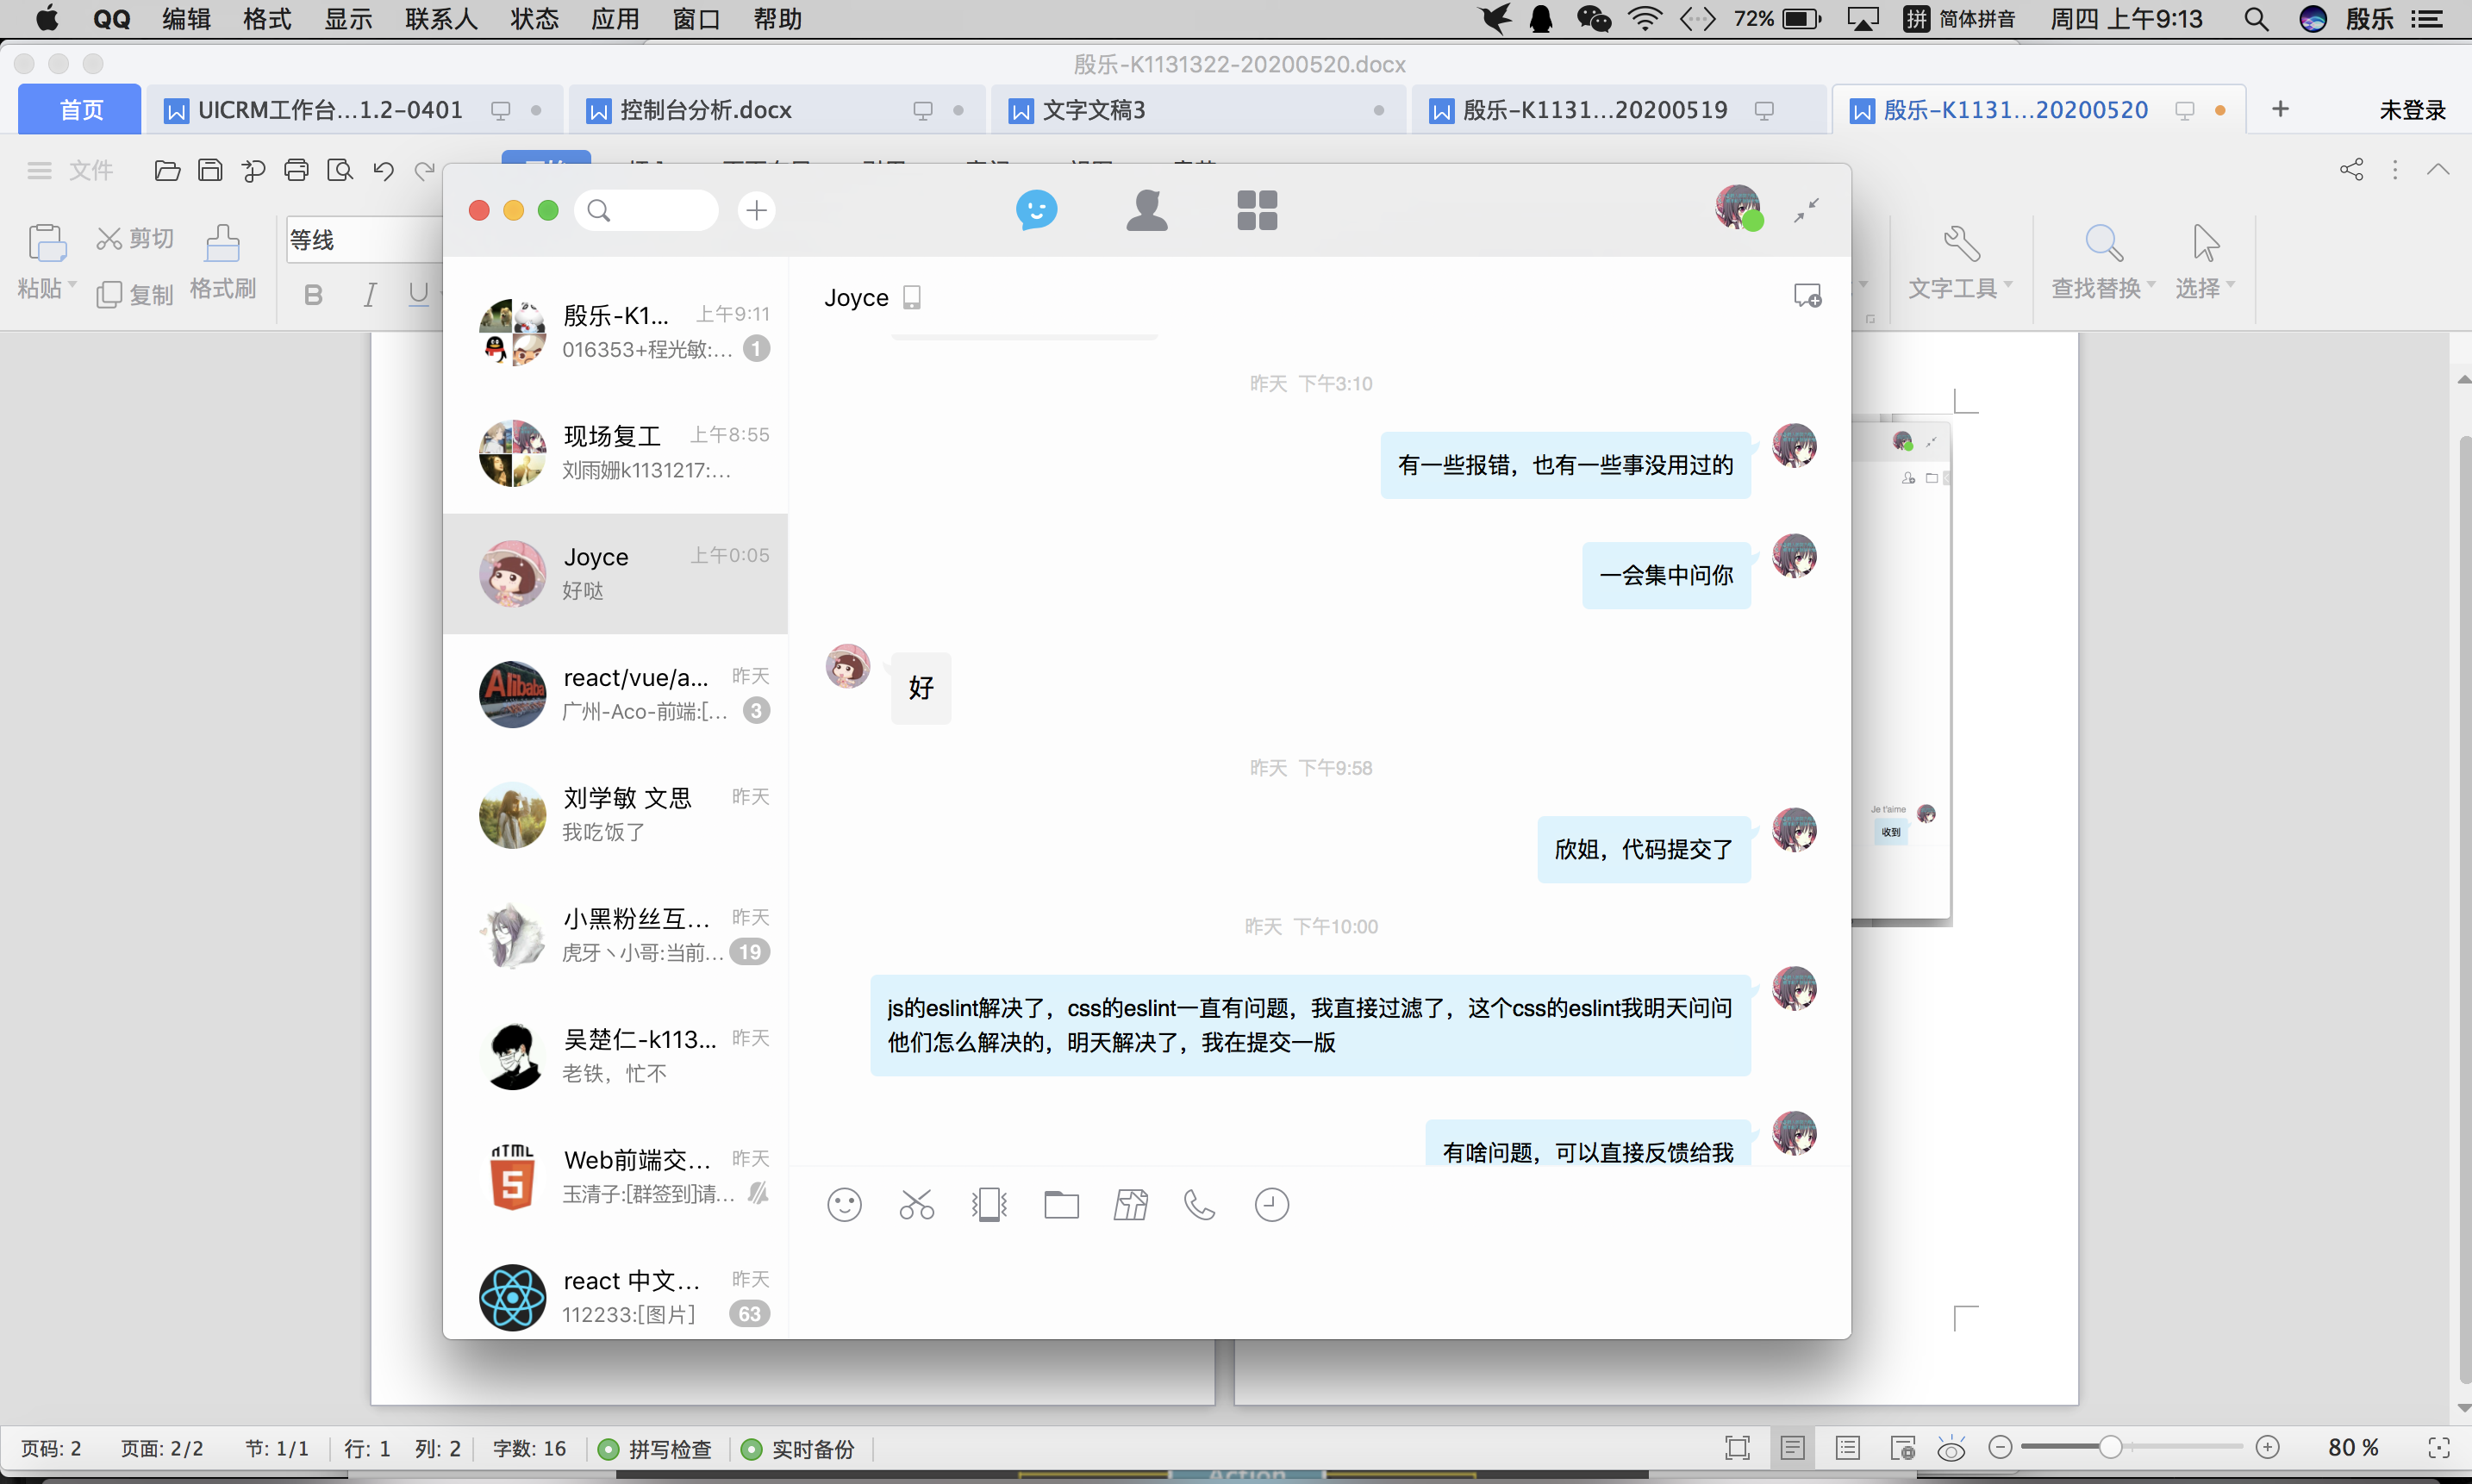 QQ 编辑 格式 显示 联系人 状态 应用 窗口 帮助 72% 拼 简体拼音 周四 上午9:13 殷乐
殷乐-K1131322-20200520.docx
首页 UICRM工作台...1.2-0401 控制台分析.docx 文字文稿3 殷乐-K1131...20200519 殷乐-K1131...20200520 未登录
文件
粘贴 剪切 复制 格式刷 等线 B I U 文字工具 查找替换 选择
殷乐-K1... 上午9:11
016353+程光敏:... 1
现场复工 上午8:55
刘雨姗k1131217:...
Joyce 上午0:05
好哒
react/vue/a... 昨天
广州-Aco-前端:[... 3
刘学敏 文思 昨天
我吃饭了
小黑粉丝互... 昨天
虎牙丶小哥:当前... 19
吴楚仁-k113... 昨天
老铁，忙不
Web前端交... 昨天
玉清子:[群签到]请...
react 中文... 昨天
112233:[图片] 63
Alibaba
HTML
5
Joyce
昨天 下午3:10
有一些报错，也有一些事没用过的
一会集中问你
好
昨天 下午9:58
欣姐，代码提交了
昨天 下午10:00
js的eslint解决了，css的eslint一直有问题，我直接过滤了，这个css的eslint我明天问问
他们怎么解决的，明天解决了，我在提交一版
有啥问题，可以直接反馈给我
Je t'aime
收到
页码: 2 页面: 2/2 节: 1/1 行: 1 列: 2 字数: 16 拼写检查 实时备份 80 %